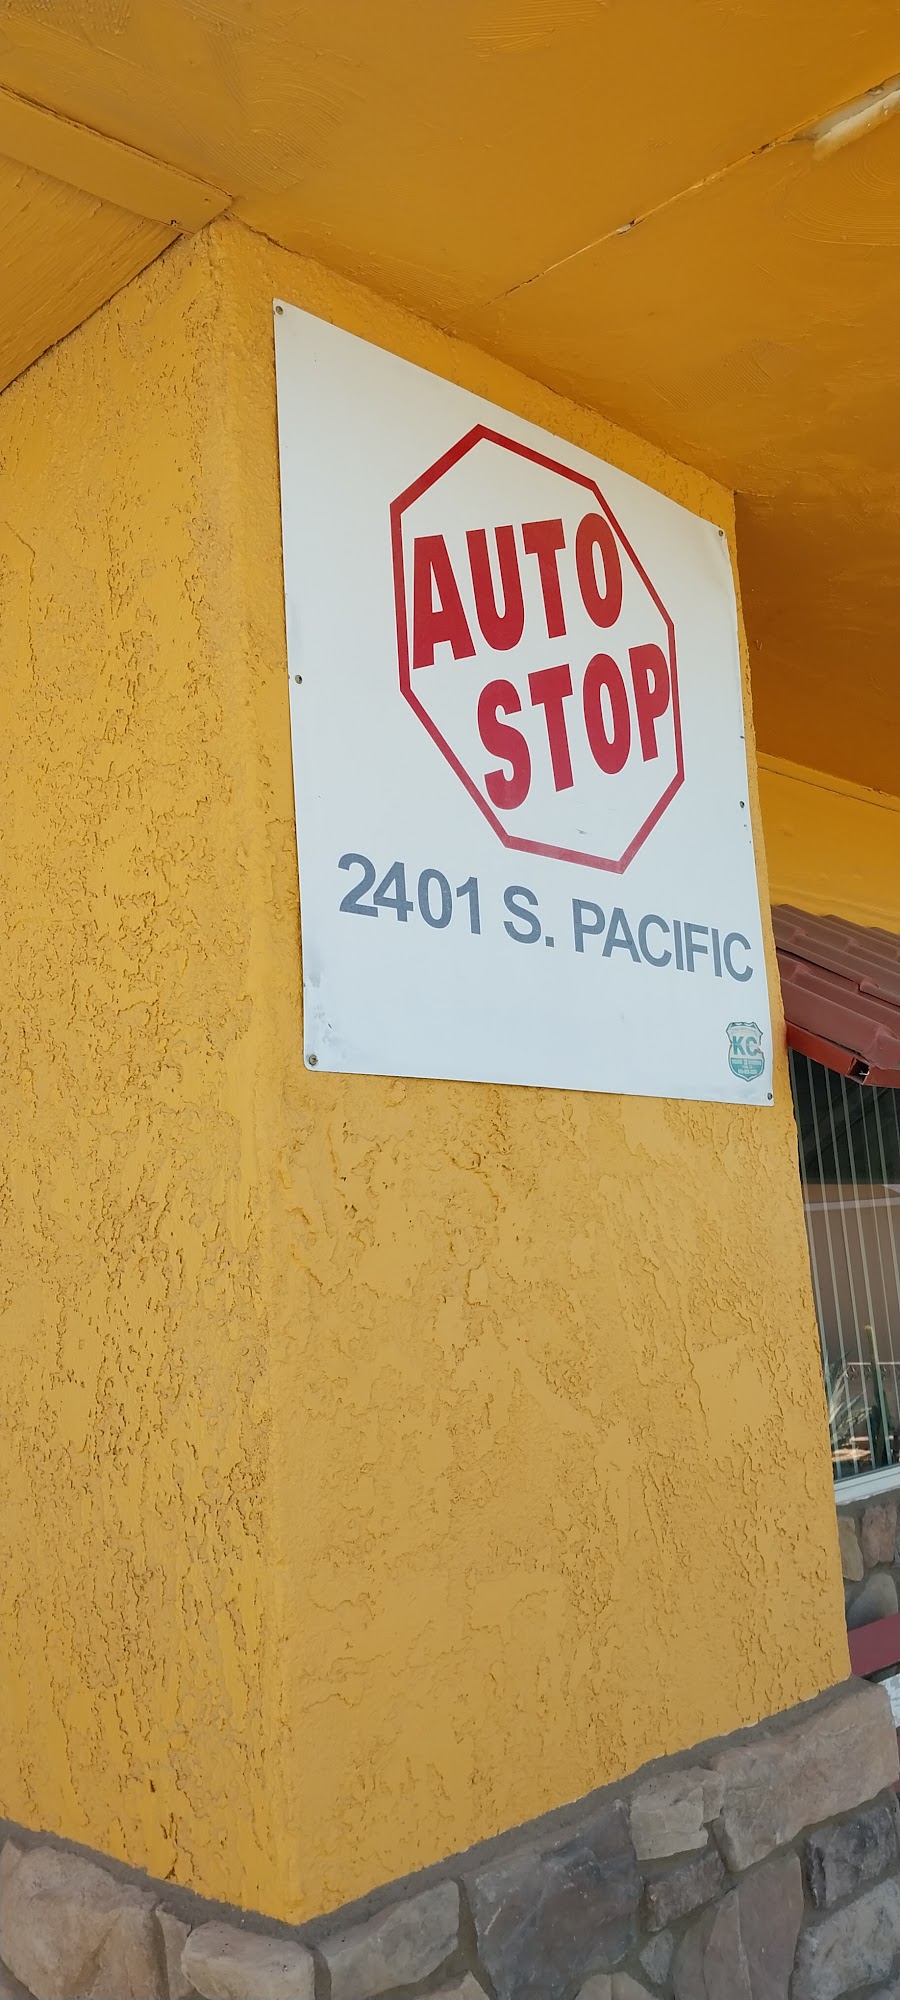 AUTO
STOP
2401 S. PACIFIC
KC